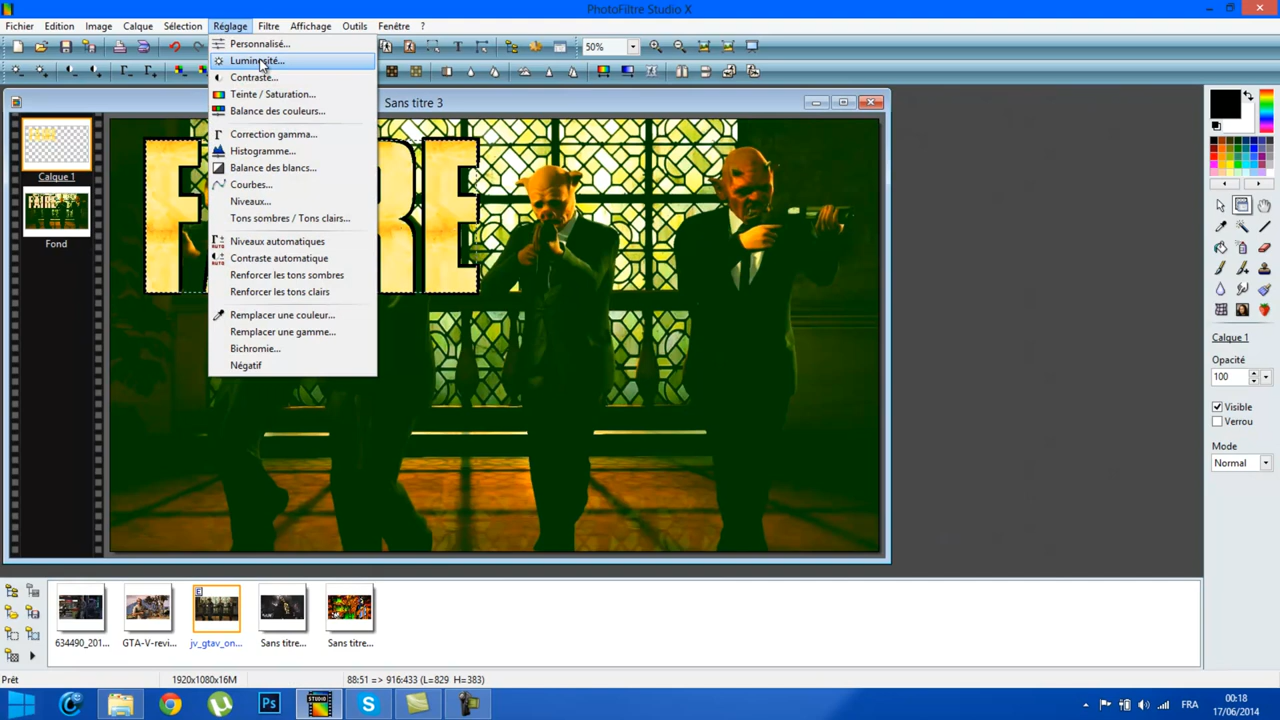 PhotoFiltre Studio X
Fichier Edition Image Calque Sélection Réglage Filtre Affichage Outils Fenêtre ?
50%
Personnalisé...
Luminosité...
Contraste...
Teinte / Saturation...
Balance des couleurs...
Correction gamma...
Histogramme...
Balance des blancs...
Courbes...
Niveaux...
Tons sombres / Tons clairs...
Niveaux automatiques
Contraste automatique
Renforcer les tons sombres
Renforcer les tons clairs
Remplacer une couleur...
Remplacer une gamme...
Bichromie...
Négatif
Sans titre 3
Calque 1
Fond
FAIRE
Calque 1
Opacité
100
Visible
Verrou
Mode
Normal
634490_201... GTA-V-revi... jv_gtav_on... Sans titre... Sans titre...
Prêt 1920x1080x16M 88:51 => 916:433 (L=829 H=383)
Ps STUDIO
FRA
00:18
17/06/2014